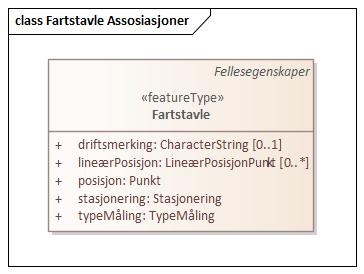 class Fartstavle Assosiasjoner
Fellesegenskaper
«featureType»
Fartstavle
+ driftsmerking: CharacterString [0..1]
+ lineærPosisjon: LineærPosisjonPunkt [0..*]
+ posisjon: Punkt
+ stasjonering: Stasjonering
+ typeMåling: TypeMåling